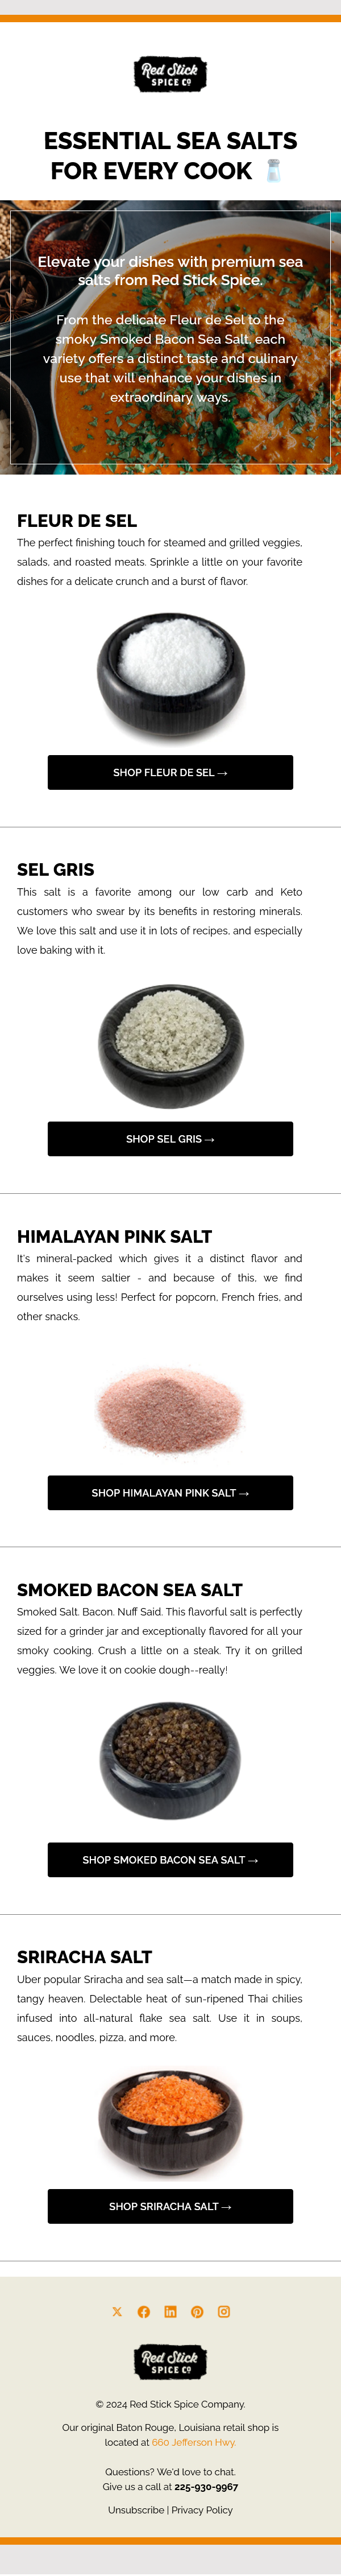 Red Stick
SPICE CO
ESSENTIAL SEA SALTS
FOR EVERY COOK
Elevate your dishes with premium sea
salts from Red Stick Spice.
From the delicate Fleur de Sel to the
smoky Smoked Bacon Sea Salt, each
variety offers a distinct taste and culinary
use that will enhance your dishes in
extraordinary ways.
FLEUR DE SEL
The perfect finishing touch for steamed and grilled veggies,
salads, and roasted meats. Sprinkle a little on your favorite
dishes for a delicate crunch and a burst of flavor.
SHOP FLEUR DE SEL →
SEL GRIS
This salt is a favorite among our low carb and Keto
customers who swear by its benefits in restoring minerals.
We love this salt and use it in lots of recipes, and especially
love baking with it.
SHOP SEL GRIS →
HIMALAYAN PINK SALT
It's mineral-packed which gives it a distinct flavor and
makes it seem saltier - and because of this, we find
ourselves using less! Perfect for popcorn, French fries, and
other snacks.
SHOP HIMALAYAN PINK SALT →
SMOKED BACON SEA SALT
Smoked Salt. Bacon. Nuff Said. This flavorful salt is perfectly
sized for a grinder jar and exceptionally flavored for all your
smoky cooking. Crush a little on a steak. Try it on grilled
veggies. We love it on cookie dough--really!
SHOP SMOKED BACON SEA SALT →
SRIRACHA SALT
Uber popular Sriracha and sea salt—a match made in spicy,
tangy heaven. Delectable heat of sun-ripened Thai chilies
infused into all-natural flake sea salt. Use it in soups,
sauces, noodles, pizza, and more.
SHOP SRIRACHA SALT →
Red Stick
SPICE CO
© 2024 Red Stick Spice Company.
Our original Baton Rouge, Louisiana retail shop is
located at 660 Jefferson Hwy.
Questions? We'd love to chat.
Give us a call at 225-930-9967
Unsubscribe | Privacy Policy